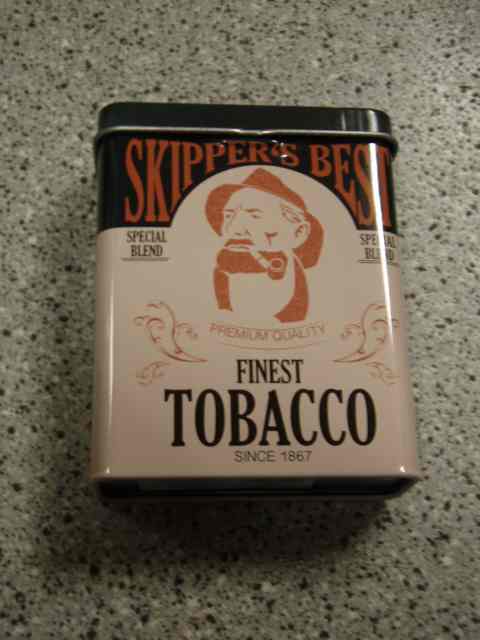 SKIPPER'S BEST
SPECIAL
BLEND
SPECIAL
BLEND
PREMIUM QUALITY
FINEST
TOBACCO
SINCE 1867